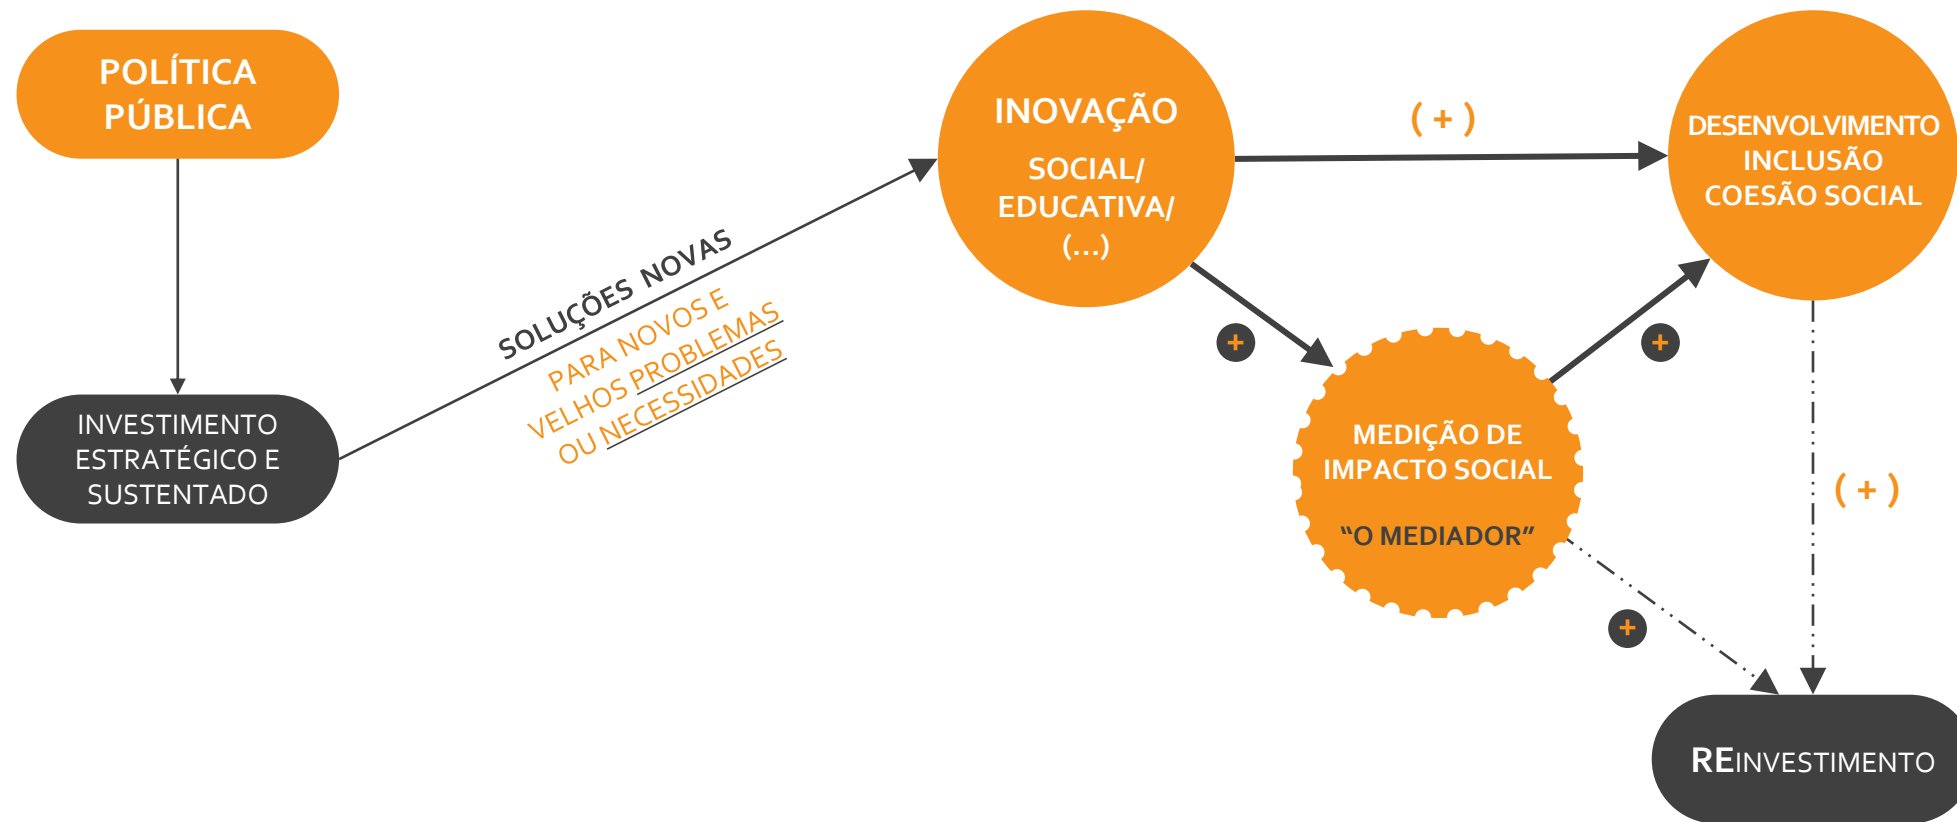 POLÍTICA
PÚBLICA
INVESTIMENTO
ESTRATÉGICO E
SUSTENTADO
SOLUÇÕES NOVAS
PARA NOVOS E
VELHOS PROBLEMAS
OU NECESSIDADES
INOVAÇÃO
SOCIAL/
EDUCATIVA/
(...)
( + )
DESENVOLVIMENTO
INCLUSÃO
COESÃO SOCIAL
+
+
MEDIÇÃO DE
IMPACTO SOCIAL
“O MEDIADOR”
( + )
+
REINVESTIMENTO